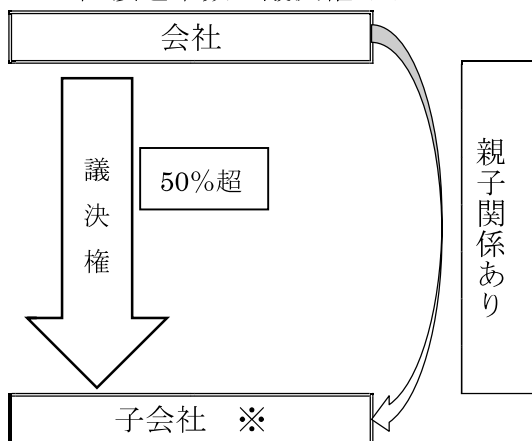 会社
議決権
50％超
親子関係あり
子会社　※